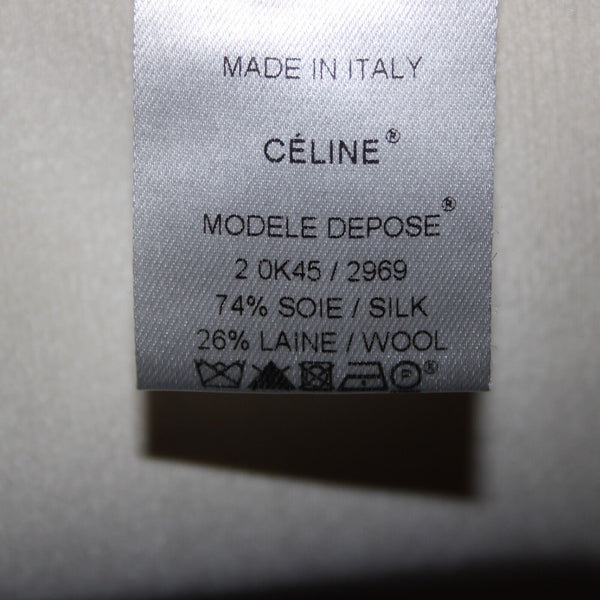 MADE IN ITALY
CÉLINE®
MODELE DEPOSE®
2 0K45 / 2969
74% SOIE / SILK
26% LAINE / WOOL
F ®